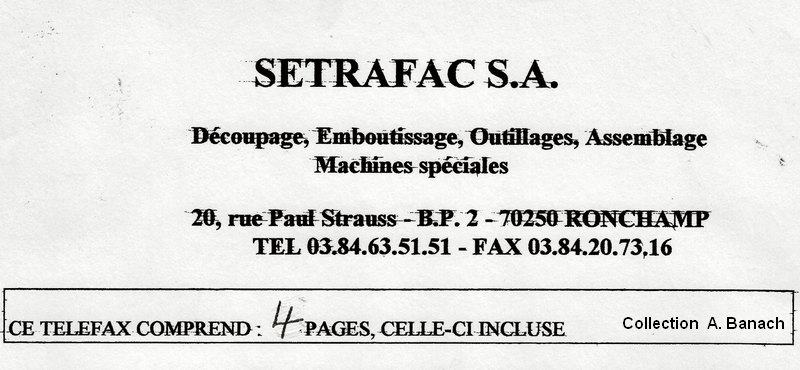 SETRAFAC S.A.
Découpage, Emboutissage, Outillages, Assemblage
Machines spéciales
20, rue Paul Strauss - B.P. 2 - 70250 RONCHAMP
TEL 03.84.63.51.51 - FAX 03.84.20.73.16
CE TELEFAX COMPREND : 4 PAGES, CELLE-CI INCLUSE
Collection A. Banach